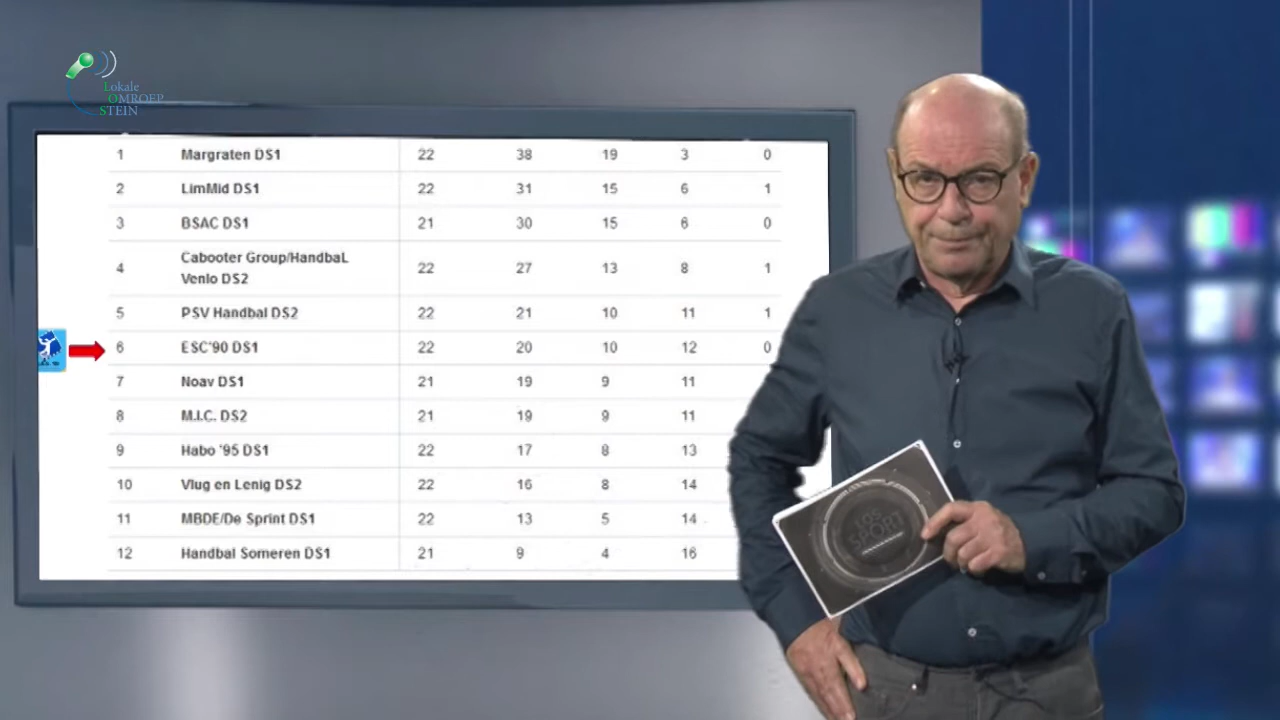 Lokale
OMROEP
STEIN
1 Margraten DS1 22 38 19 3 0
2 LimMid DS1 22 31 15 6 1
3 BSAC DS1 21 30 15 6 0
4 Cabooter Group/HandbaL
Venlo DS2 22 27 13 8 1
5 PSV Handbal DS2 22 21 10 11 1
6 ESC'90 DS1 22 20 10 12 0
7 Noav DS1 21 19 9 11
8 M.I.C. DS2 21 19 9 11
9 Habo '95 DS1 22 17 8 13
10 Vlug en Lenig DS2 22 16 8 14
11 MBDE/De Sprint DS1 22 13 5 14
12 Handbal Someren DS1 21 9 4 16
LOS
SPORT